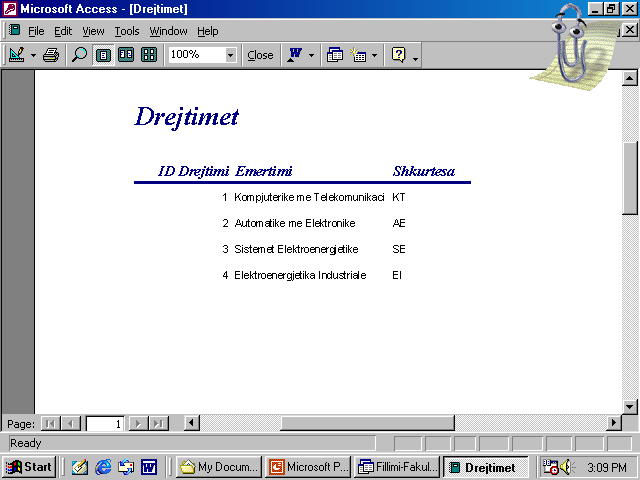 Microsoft Access - [Drejtimet]
File Edit View Tools Window Help
100% Close
Drejtimet
ID Drejtimi Emertimi Shkurtesa
1 Kompjuterike me Telekomunikaci KT
2 Automatike me Elektronike AE
3 Sistemet Elektroenergjetike SE
4 Elektroenergjetika Industriale EI
Page: 1
Ready
Start My Docum... Microsoft P... Fillimi-Fakul... Drejtimet 3:09 PM